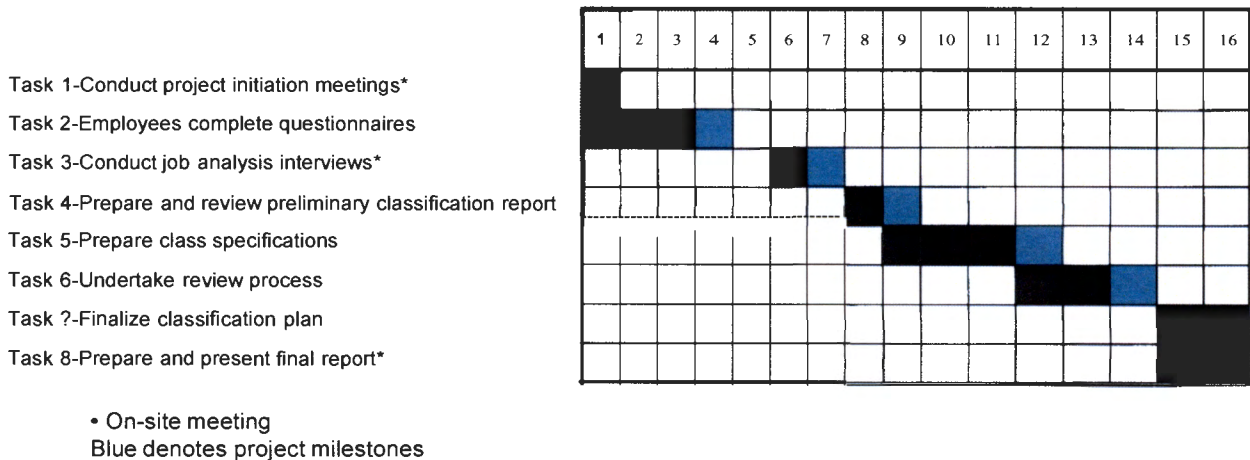 1 2 3 4 5 6 7 8 9 10 11 12 13 14 15 16
Task 1-Conduct project initiation meetings*
Task 2-Employees complete questionnaires
Task 3-Conduct job analysis interviews*
Task 4-Prepare and review preliminary classification report
Task 5-Prepare class specifications
Task 6-Undertake review process
Task ?-Finalize classification plan
Task 8-Prepare and present final report*
• On-site meeting
Blue denotes project milestones